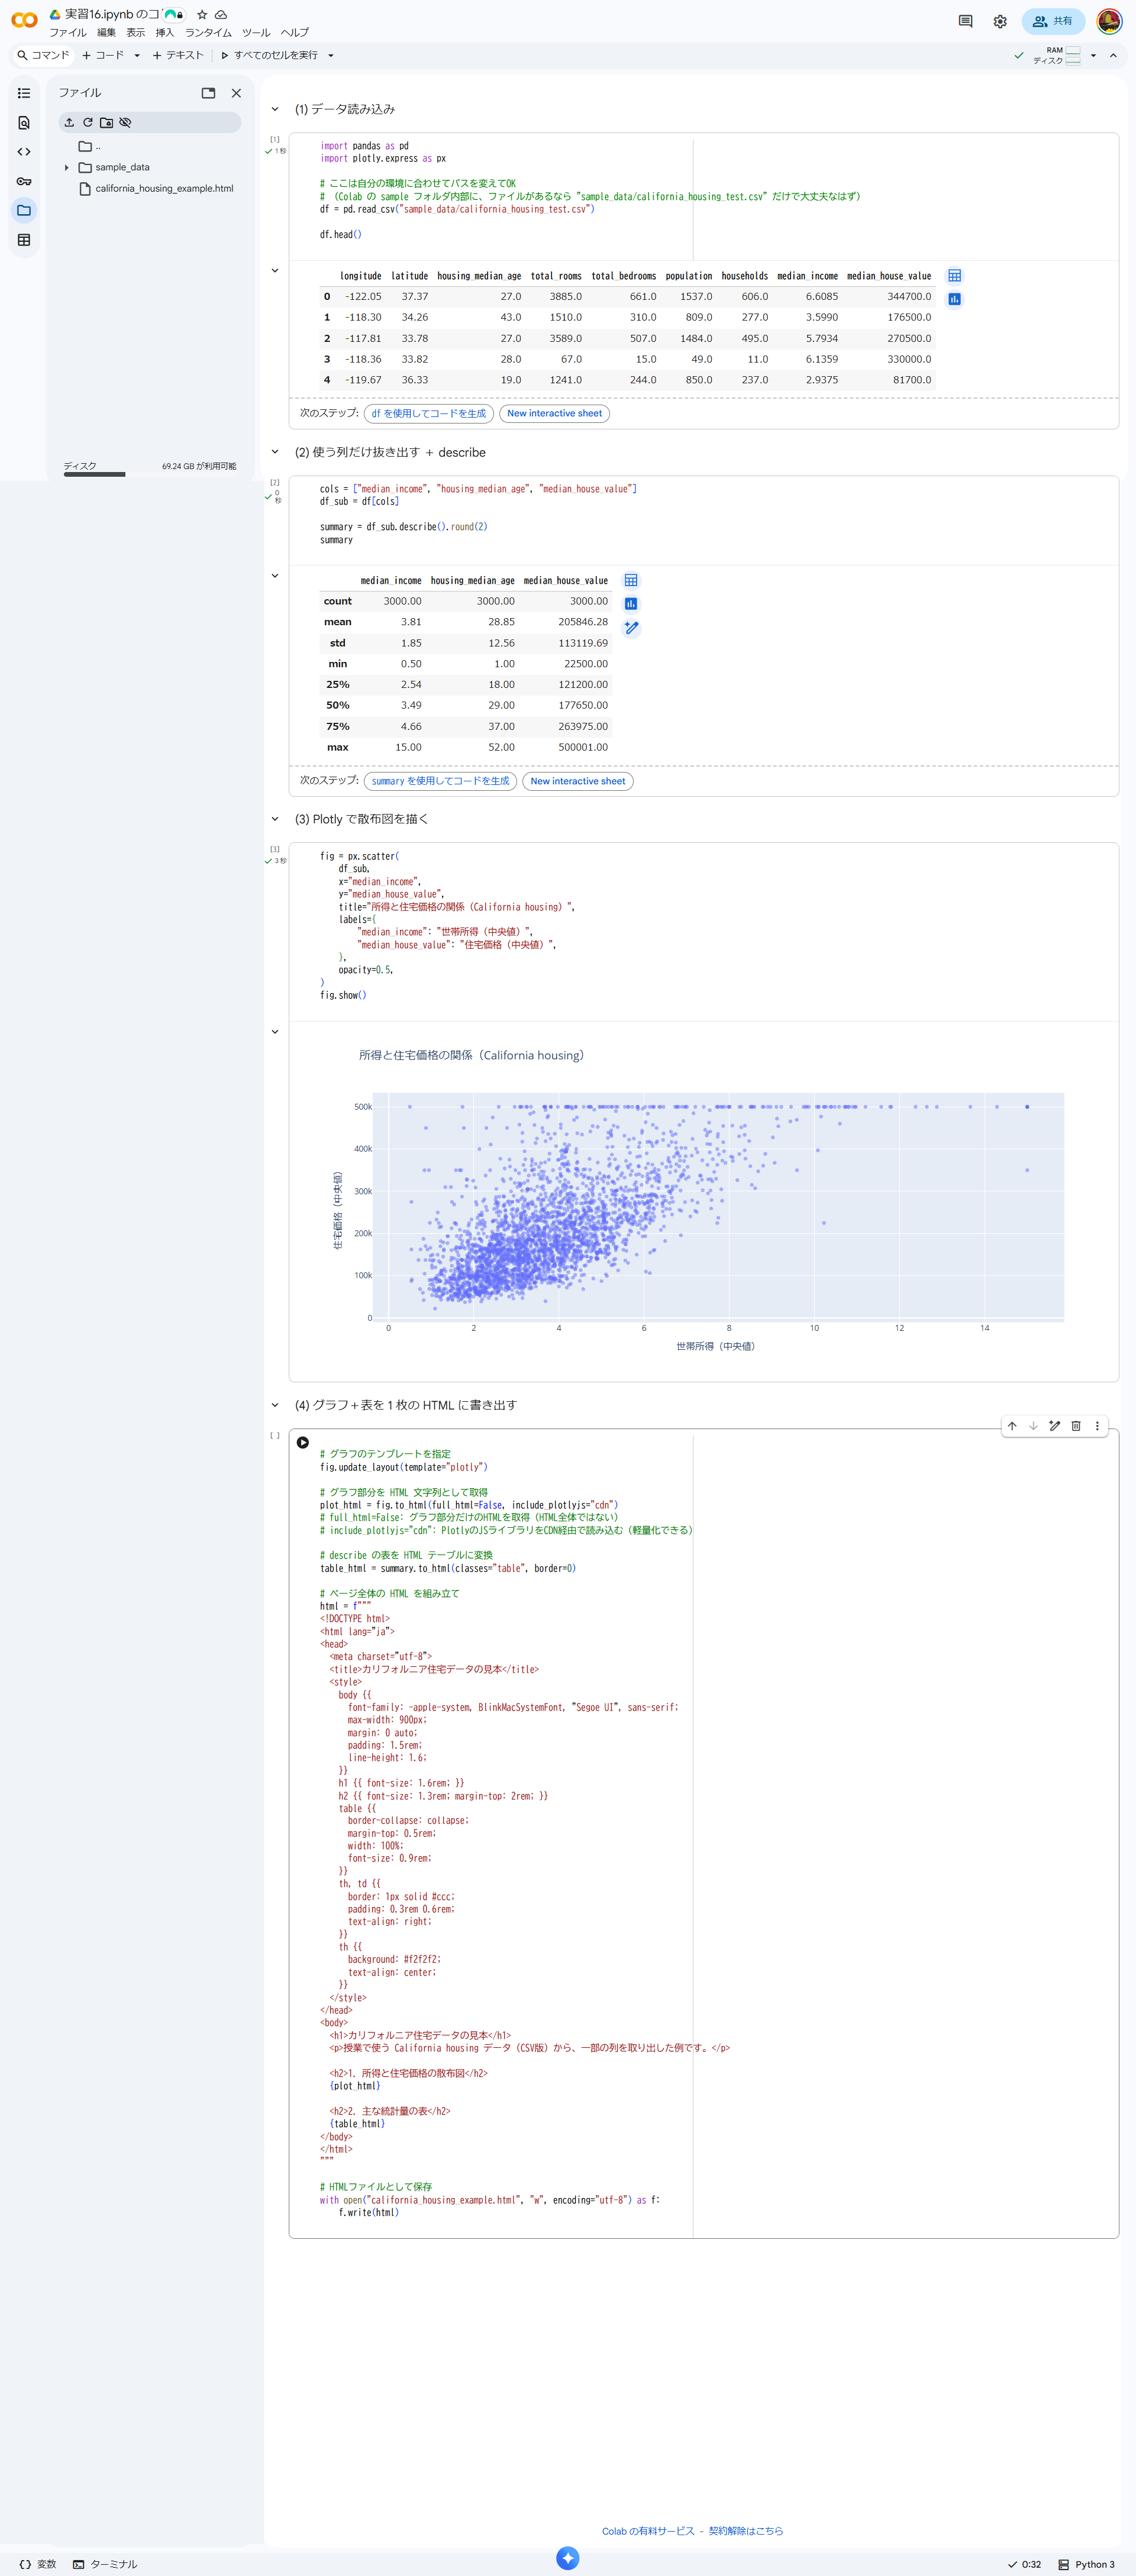 実習16.ipynb のコ
ファイル 編集 表示 挿入 ランタイム ツール ヘルプ
共有
コマンド + コード + テキスト すべてのセルを実行
RAM
ディスク
ファイル
..
sample_data
california_housing_example.html
ディスク 69.24 GB が利用可能
(1) データ読み込み
[1]
1 秒
import pandas as pd
import plotly.express as px
# ここは自分の環境に合わせてパスを変えてOK
# （Colab の sample フォルダ内部に、ファイルがあるなら "sample_data/california_housing_test.csv" だけで大丈夫なはず）
df = pd.read_csv("sample_data/california_housing_test.csv")
df.head()
longitude latitude housing_median_age total_rooms total_bedrooms population households median_income median_house_value
0 -122.05 37.37 27.0 3885.0 661.0 1537.0 606.0 6.6085 344700.0
1 -118.30 34.26 43.0 1510.0 310.0 809.0 277.0 3.5990 176500.0
2 -117.81 33.78 27.0 3589.0 507.0 1484.0 495.0 5.7934 270500.0
3 -118.36 33.82 28.0 67.0 15.0 49.0 11.0 6.1359 330000.0
4 -119.67 36.33 19.0 1241.0 244.0 850.0 237.0 2.9375 81700.0
次のステップ: df を使用してコードを生成 New interactive sheet
(2) 使う列だけ抜き出す ＋ describe
[2]
0
秒
cols = ["median_income", "housing_median_age", "median_house_value"]
df_sub = df[cols]
summary = df_sub.describe().round(2)
summary
median_income housing_median_age median_house_value
count 3000.00 3000.00 3000.00
mean 3.81 28.85 205846.28
std 1.85 12.56 113119.69
min 0.50 1.00 22500.00
25% 2.54 18.00 121200.00
50% 3.49 29.00 177650.00
75% 4.66 37.00 263975.00
max 15.00 52.00 500001.00
次のステップ: summary を使用してコードを生成 New interactive sheet
(3) Plotly で散布図を描く
[3]
3 秒
fig = px.scatter(
df_sub,
x="median_income",
y="median_house_value",
title="所得と住宅価格の関係（California housing）",
labels={
"median_income": "世帯所得（中央値）",
"median_house_value": "住宅価格（中央値）",
},
opacity=0.5,
)
fig.show()
所得と住宅価格の関係（California housing）
500k
400k
300k
200k
100k
0
住宅価格（中央値）
0 2 4 6 8 10 12 14
世帯所得（中央値）
(4) グラフ＋表を 1 枚の HTML に書き出す
[ ]
# グラフのテンプレートを指定
fig.update_layout(template="plotly")
# グラフ部分を HTML 文字列として取得
plot_html = fig.to_html(full_html=False, include_plotlyjs="cdn")
# full_html=False: グラフ部分だけのHTMLを取得（HTML全体ではない）
# include_plotlyjs="cdn": PlotlyのJSライブラリをCDN経由で読み込む（軽量化できる）
# describe の表を HTML テーブルに変換
table_html = summary.to_html(classes="table", border=0)
# ページ全体の HTML を組み立て
html = f"""
<!DOCTYPE html>
<html lang="ja">
<head>
<meta charset="utf-8">
<title>カリフォルニア住宅データの見本</title>
<style>
body {{
font-family: -apple-system, BlinkMacSystemFont, "Segoe UI", sans-serif;
max-width: 900px;
margin: 0 auto;
padding: 1.5rem;
line-height: 1.6;
}}
h1 {{ font-size: 1.6rem; }}
h2 {{ font-size: 1.3rem; margin-top: 2rem; }}
table {{
border-collapse: collapse;
margin-top: 0.5rem;
width: 100%;
font-size: 0.9rem;
}}
th, td {{
border: 1px solid #ccc;
padding: 0.3rem 0.6rem;
text-align: right;
}}
th {{
background: #f2f2f2;
text-align: center;
}}
</style>
</head>
<body>
<h1>カリフォルニア住宅データの見本</h1>
<p>授業で使う California housing データ（CSV版）から、一部の列を取り出した例です。</p>
<h2>1. 所得と住宅価格の散布図</h2>
{plot_html}
<h2>2. 主な統計量の表</h2>
{table_html}
</body>
</html>
"""
# HTMLファイルとして保存
with open("california_housing_example.html", "w", encoding="utf-8") as f:
f.write(html)
Colab の有料サービス - 契約解除はこちら
変数 ターミナル 0:32 Python 3